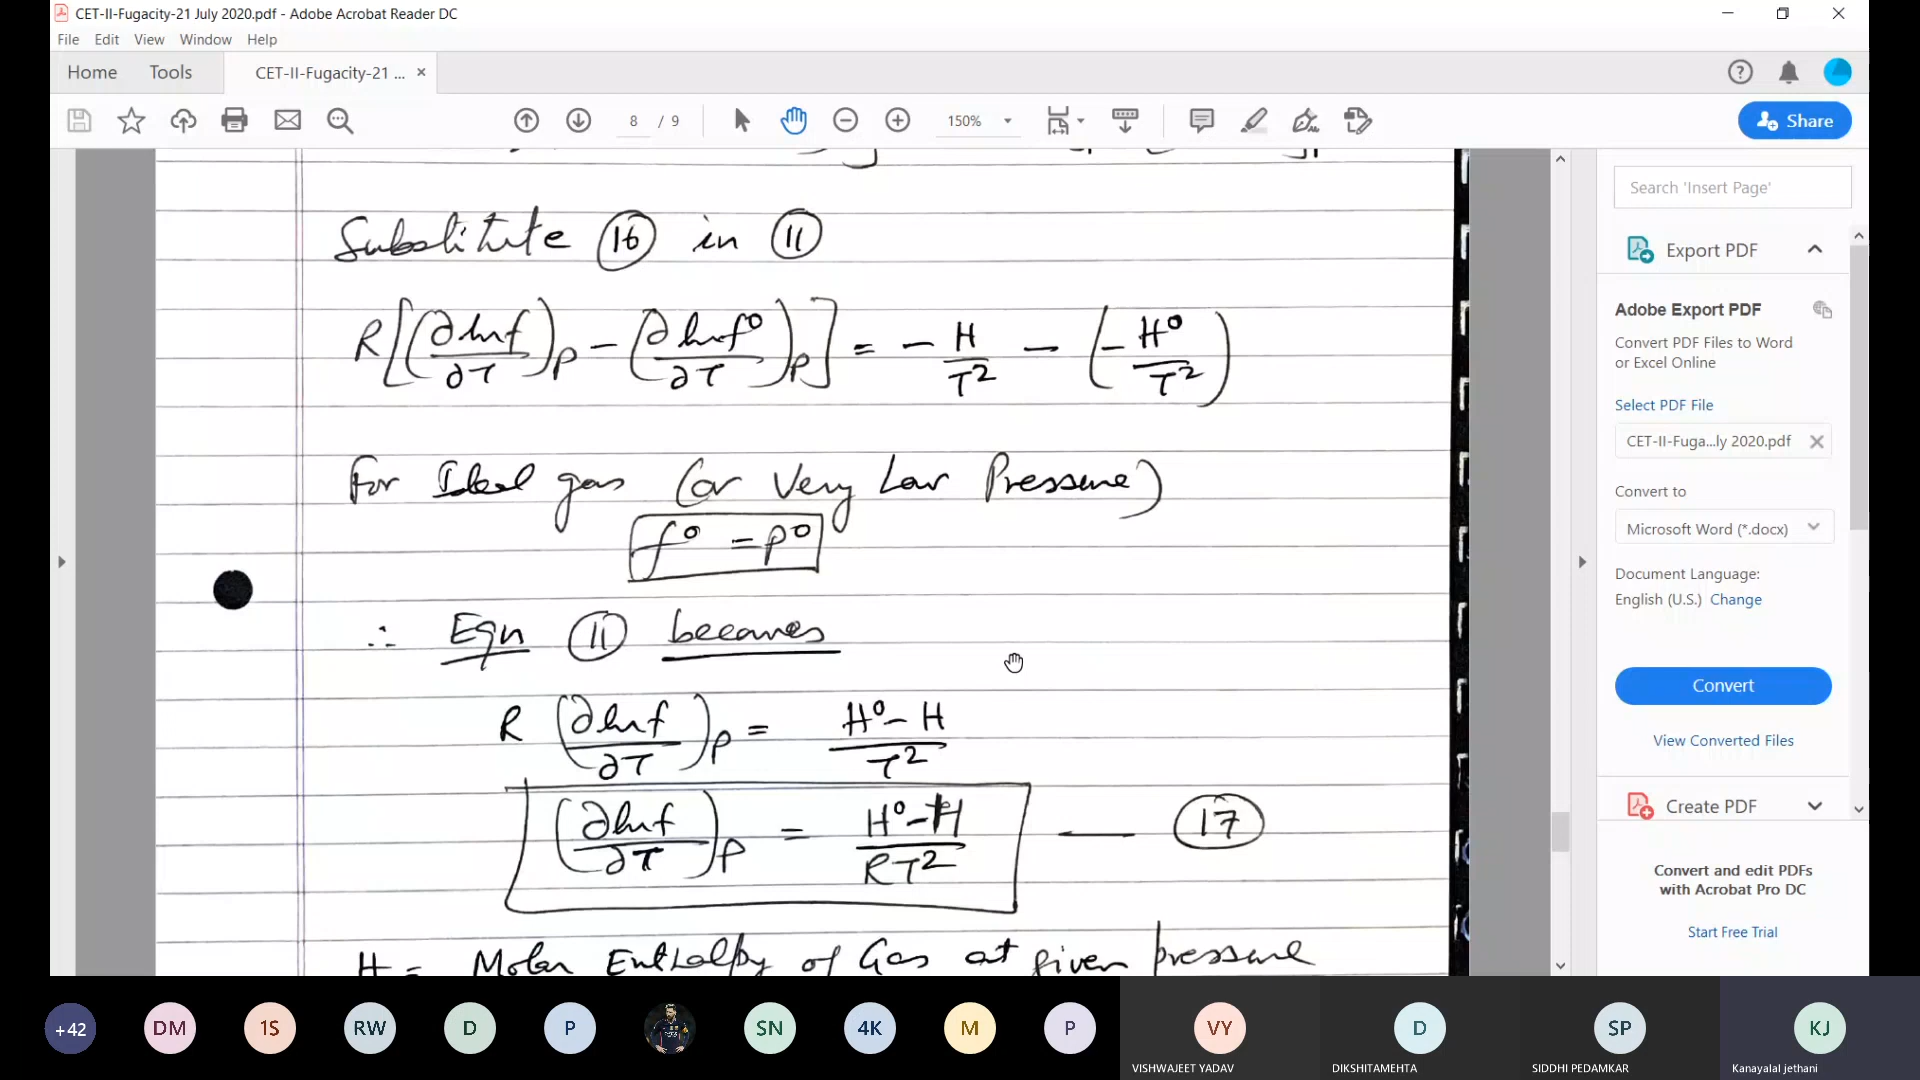 CET-II-Fugacity-21 July 2020.pdf - Adobe Acrobat Reader DC
File Edit View Window Help
Home Tools CET-II-Fugacity-21 ... ×
8 / 9 150% Share
Substitute (16) in (11)
R[(∂lnf/∂T)P − (∂lnf⁰/∂T)P] = − H/T² − (− H⁰/T²)
For Ideal gas (or Very Low Pressure)
f⁰ = P⁰
∴ Eqn (11) becomes
R (∂lnf/∂T)P = H⁰−H/T²
(∂lnf/∂T)P = H⁰−H/RT² — (17)
H = Molar Enthalpy of Gas at given pressure
Search 'Insert Page'
Export PDF
Adobe Export PDF
Convert PDF Files to Word
or Excel Online
Select PDF File
CET-II-Fuga...ly 2020.pdf
Convert to
Microsoft Word (*.docx)
Document Language:
English (U.S.) Change
Convert
View Converted Files
Create PDF
Convert and edit PDFs
with Acrobat Pro DC
Start Free Trial
+42 DM 1S RW D P SN 4K M P VY D SP KJ
VISHWAJEET YADAV DIKSHITAMEHTA SIDDHI PEDAMKAR Kanayalal jethani